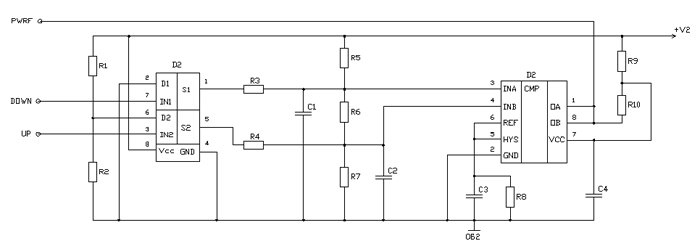 PWRF
+V2
R1
D2
R5
R9
D2
2 D1 S1 1
R3
3 INA CMP
7 IN1
DOWN
C1
R6
4 INB OA 1
R10
6 D2 S2 5
6 REF OB 8
UP
3 IN2
R4
5 HYS VCC 7
8 Vcc GND 4
2 GND
R2
C2
R7
C3
R8
C4
OB2